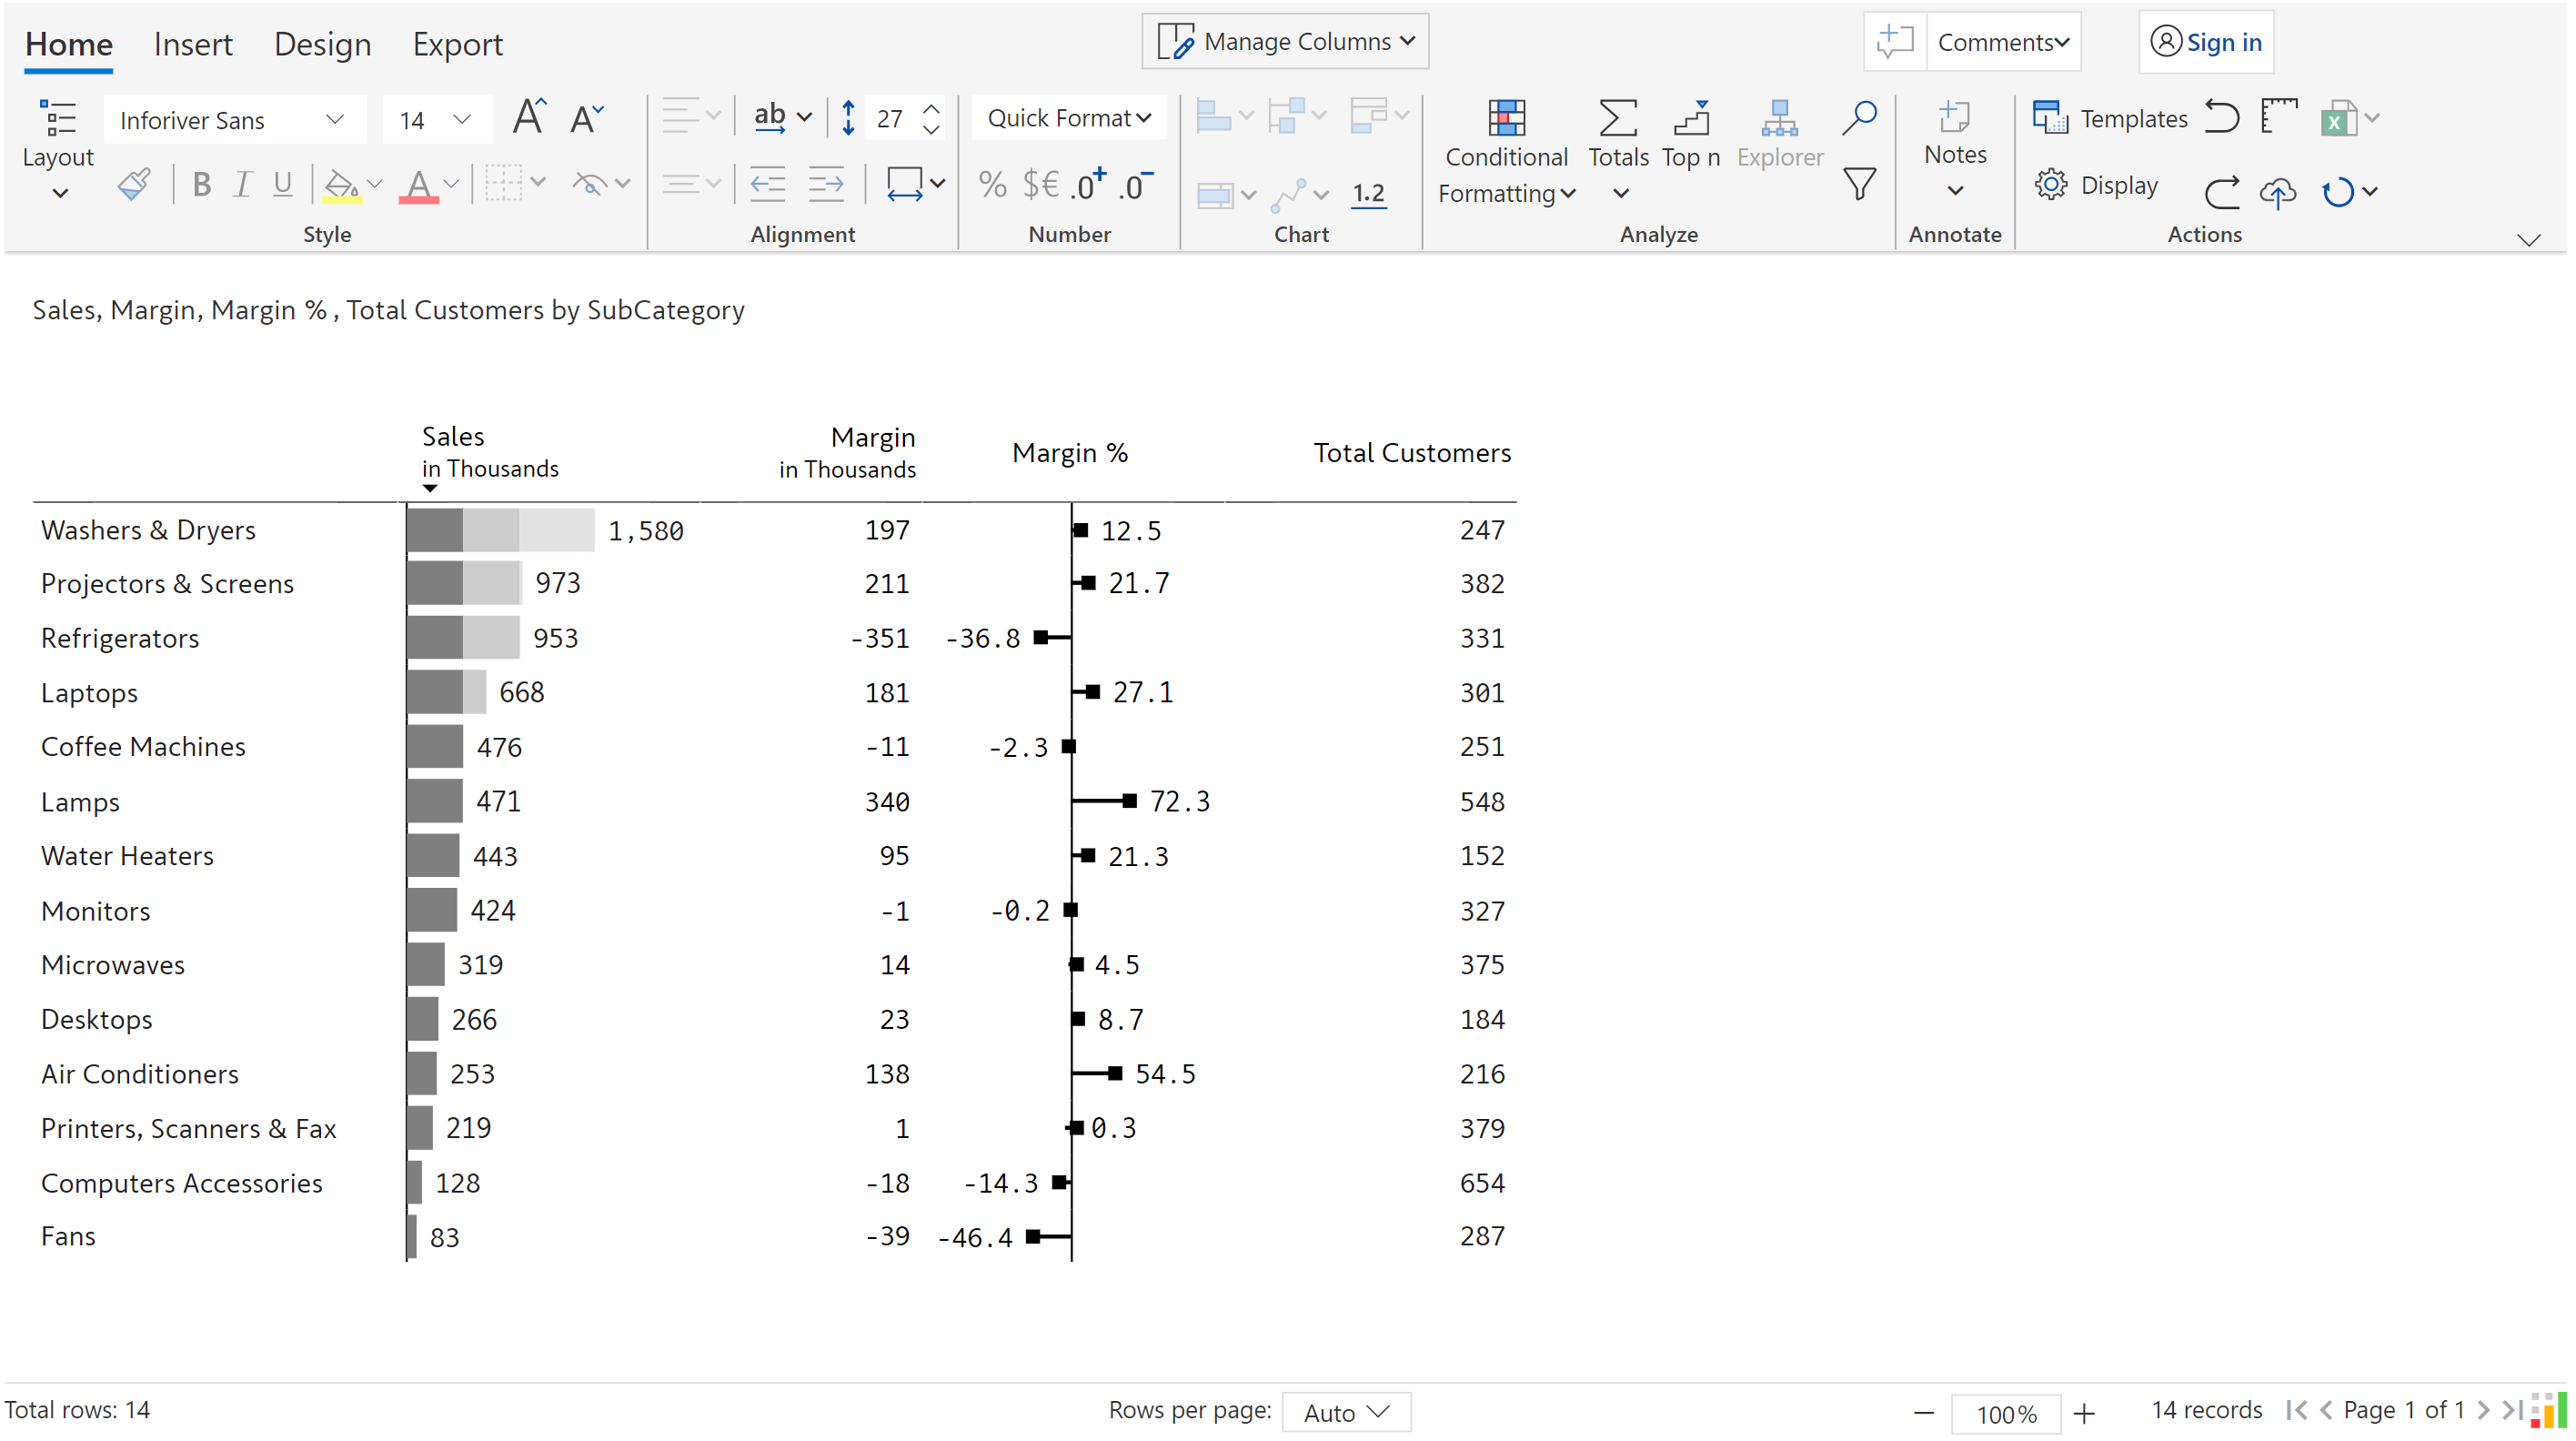 Home Insert Design Export Manage Columns Comments Sign in
Inforiver Sans 14 A A ab 27 Quick Format Templates X
Layout Conditional Formatting Totals Top n Explorer Notes
B I U A % $€ .0+ .0- 1.2 Display
Style Alignment Number Chart Analyze Annotate Actions
Sales, Margin, Margin % , Total Customers by SubCategory
Sales in Thousands Margin in Thousands Margin % Total Customers
Washers & Dryers 1,580 197 12.5 247
Projectors & Screens 973 211 21.7 382
Refrigerators 953 -351 -36.8 331
Laptops 668 181 27.1 301
Coffee Machines 476 -11 -2.3 251
Lamps 471 340 72.3 548
Water Heaters 443 95 21.3 152
Monitors 424 -1 -0.2 327
Microwaves 319 14 4.5 375
Desktops 266 23 8.7 184
Air Conditioners 253 138 54.5 216
Printers, Scanners & Fax 219 1 0.3 379
Computers Accessories 128 -18 -14.3 654
Fans 83 -39 -46.4 287
Total rows: 14 Rows per page: Auto 100% 14 records Page 1 of 1